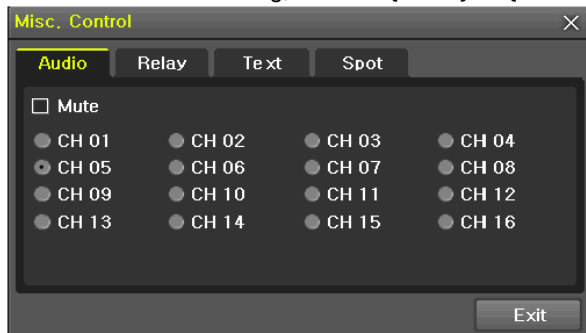 Misc. Control
Audio Relay Text Spot
Mute
CH 01 CH 02 CH 03 CH 04
CH 05 CH 06 CH 07 CH 08
CH 09 CH 10 CH 11 CH 12
CH 13 CH 14 CH 15 CH 16
Exit